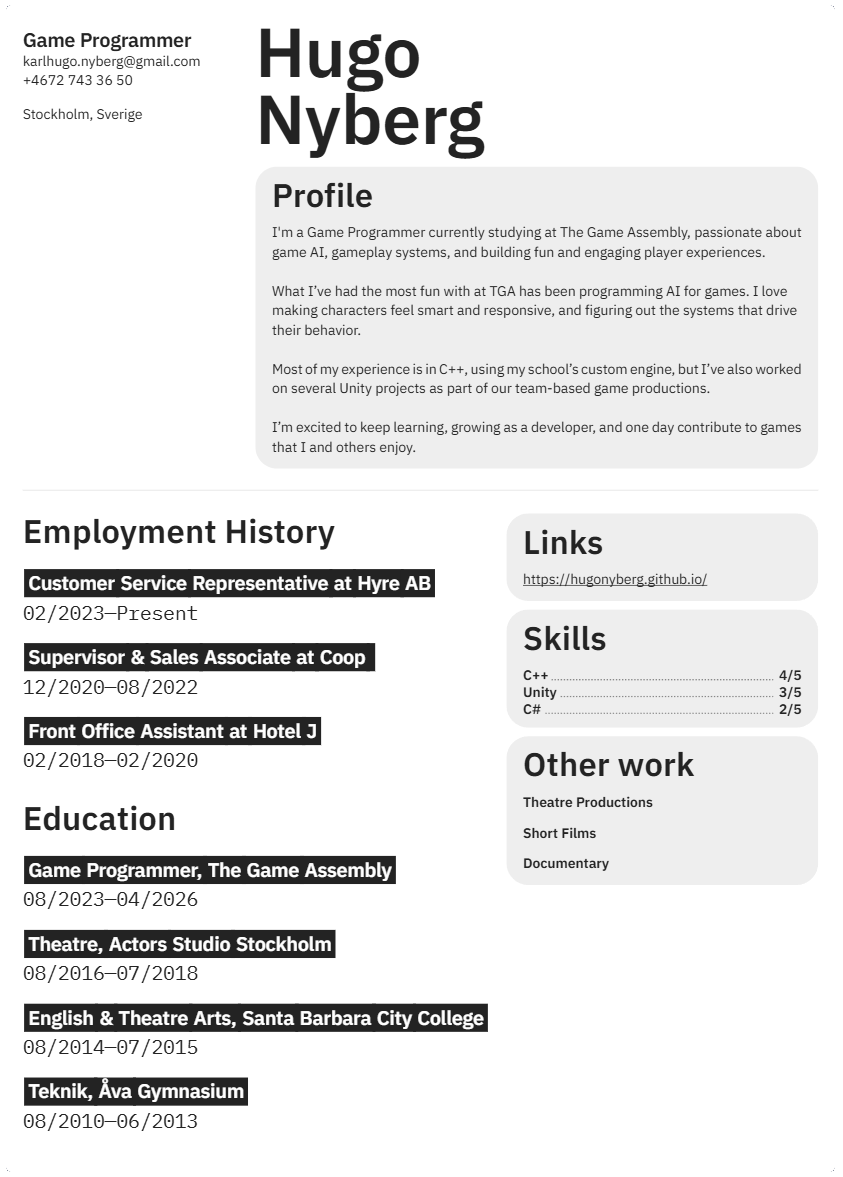 Game Programmer
karlhugo.nyberg@gmail.com
+4672 743 36 50
Stockholm, Sverige
Hugo
Nyberg
Profile
I'm a Game Programmer currently studying at The Game Assembly, passionate about
game AI, gameplay systems, and building fun and engaging player experiences.
What I’ve had the most fun with at TGA has been programming AI for games. I love
making characters feel smart and responsive, and figuring out the systems that drive
their behavior.
Most of my experience is in C++, using my school’s custom engine, but I’ve also worked
on several Unity projects as part of our team-based game productions.
I’m excited to keep learning, growing as a developer, and one day contribute to games
that I and others enjoy.
Employment History
Customer Service Representative at Hyre AB
02/2023—Present
Supervisor & Sales Associate at Coop
12/2020—08/2022
Front Office Assistant at Hotel J
02/2018—02/2020
Education
Game Programmer, The Game Assembly
08/2023—04/2026
Theatre, Actors Studio Stockholm
08/2016—07/2018
English & Theatre Arts, Santa Barbara City College
08/2014—07/2015
Teknik, Åva Gymnasium
08/2010—06/2013
Links
https://hugonyberg.github.io/
Skills
C++ 4/5
Unity 3/5
C# 2/5
Other work
Theatre Productions
Short Films
Documentary